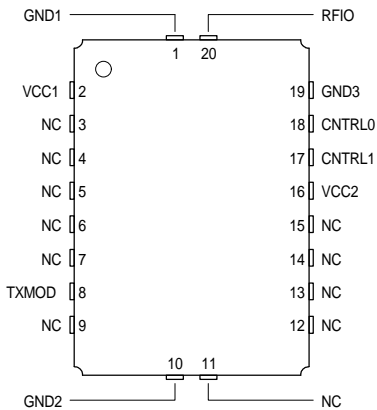 GND1 RFIO
1 20
VCC1 2 19 GND3
NC 3 18 CNTRL0
NC 4 17 CNTRL1
NC 5 16 VCC2
NC 6 15 NC
NC 7 14 NC
TXMOD 8 13 NC
NC 9 12 NC
10 11
GND2 NC